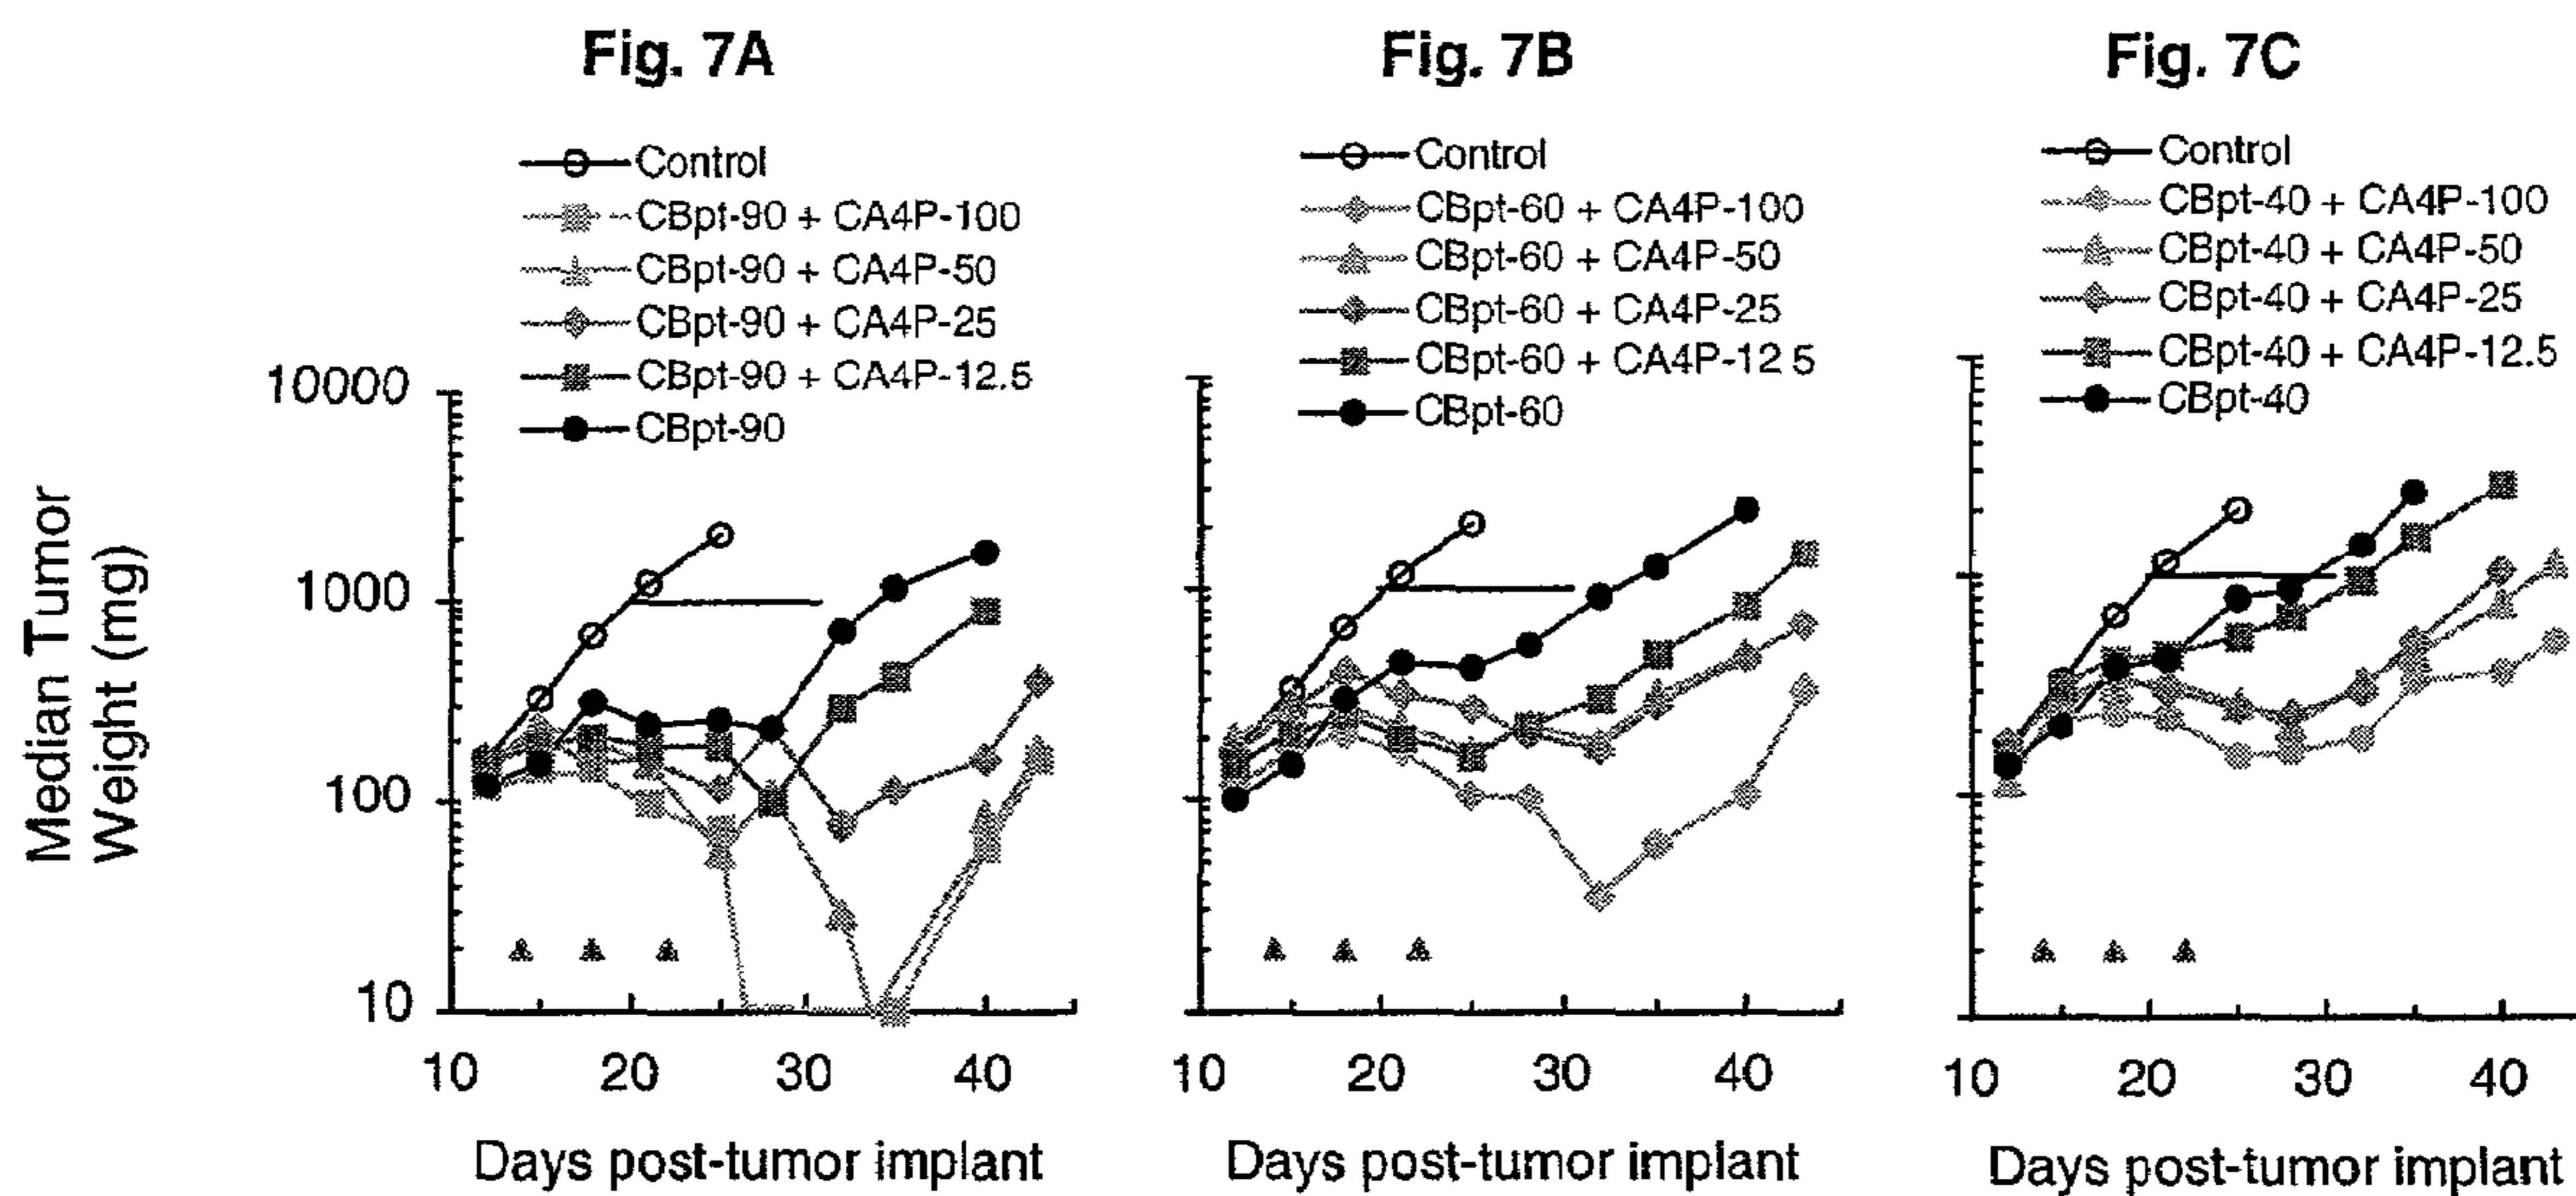 Fig. 7A
Control
CBpt-90 + CA4P-100
CBpt-90 + CA4P-50
CBpt-90 + CA4P-25
CBpt-90 + CA4P-12.5
CBpt-90
Median Tumor
Weight (mg)
10000
1000
100
10
10 20 30 40
Days post-tumor implant
Fig. 7B
Control
CBpt-60 + CA4P-100
CBpt-60 + CA4P-50
CBpt-60 + CA4P-25
CBpt-60 + CA4P-12 5
CBpt-60
10 20 30 40
Days post-tumor implant
Fig. 7C
Control
CBpt-40 + CA4P-100
CBpt-40 + CA4P-50
CBpt-40 + CA4P-25
CBpt-40 + CA4P-12.5
CBpt-40
10 20 30 40
Days post-tumor implant